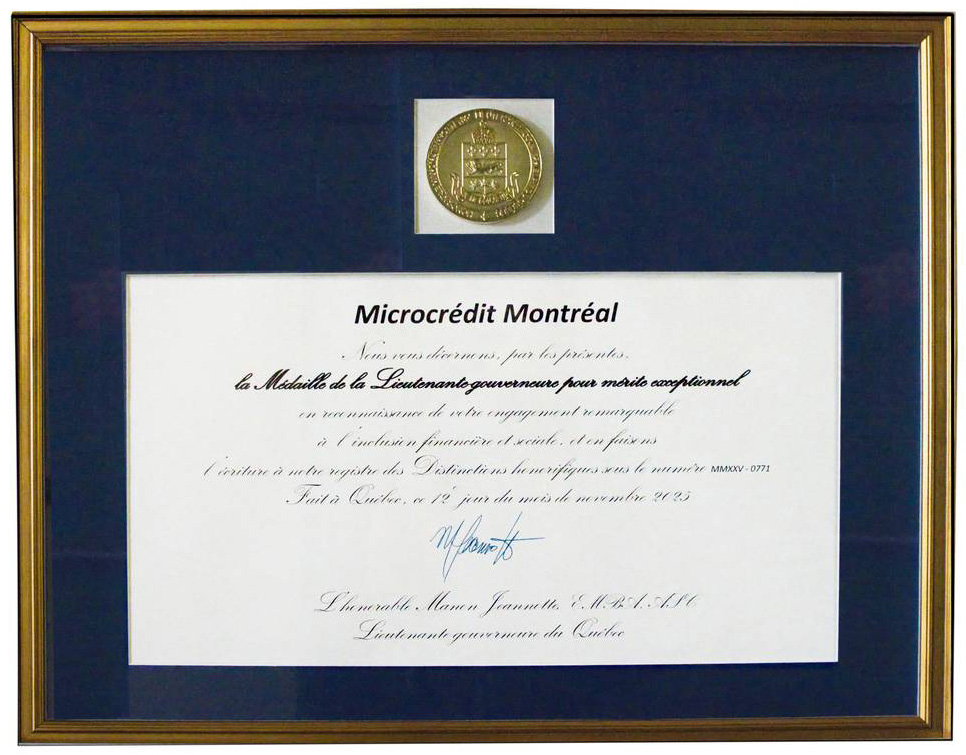 Microcrédit Montréal
Nous vous décernons, par les présentes,
la Médaille de la Lieutenante-gouverneure pour mérite exceptionnel
en reconnaissance de votre engagement remarquable
à l'inclusion financière et sociale, et en faisons
l'écriture à notre registre des Distinctions honorifiques sous le numéro MMXXV - 0771
Fait à Québec, ce 12e jour du mois de novembre 2025
L'honorable Manon Jeannotte, E.M.B.A. ASC
Lieutenante gouverneure du Québec